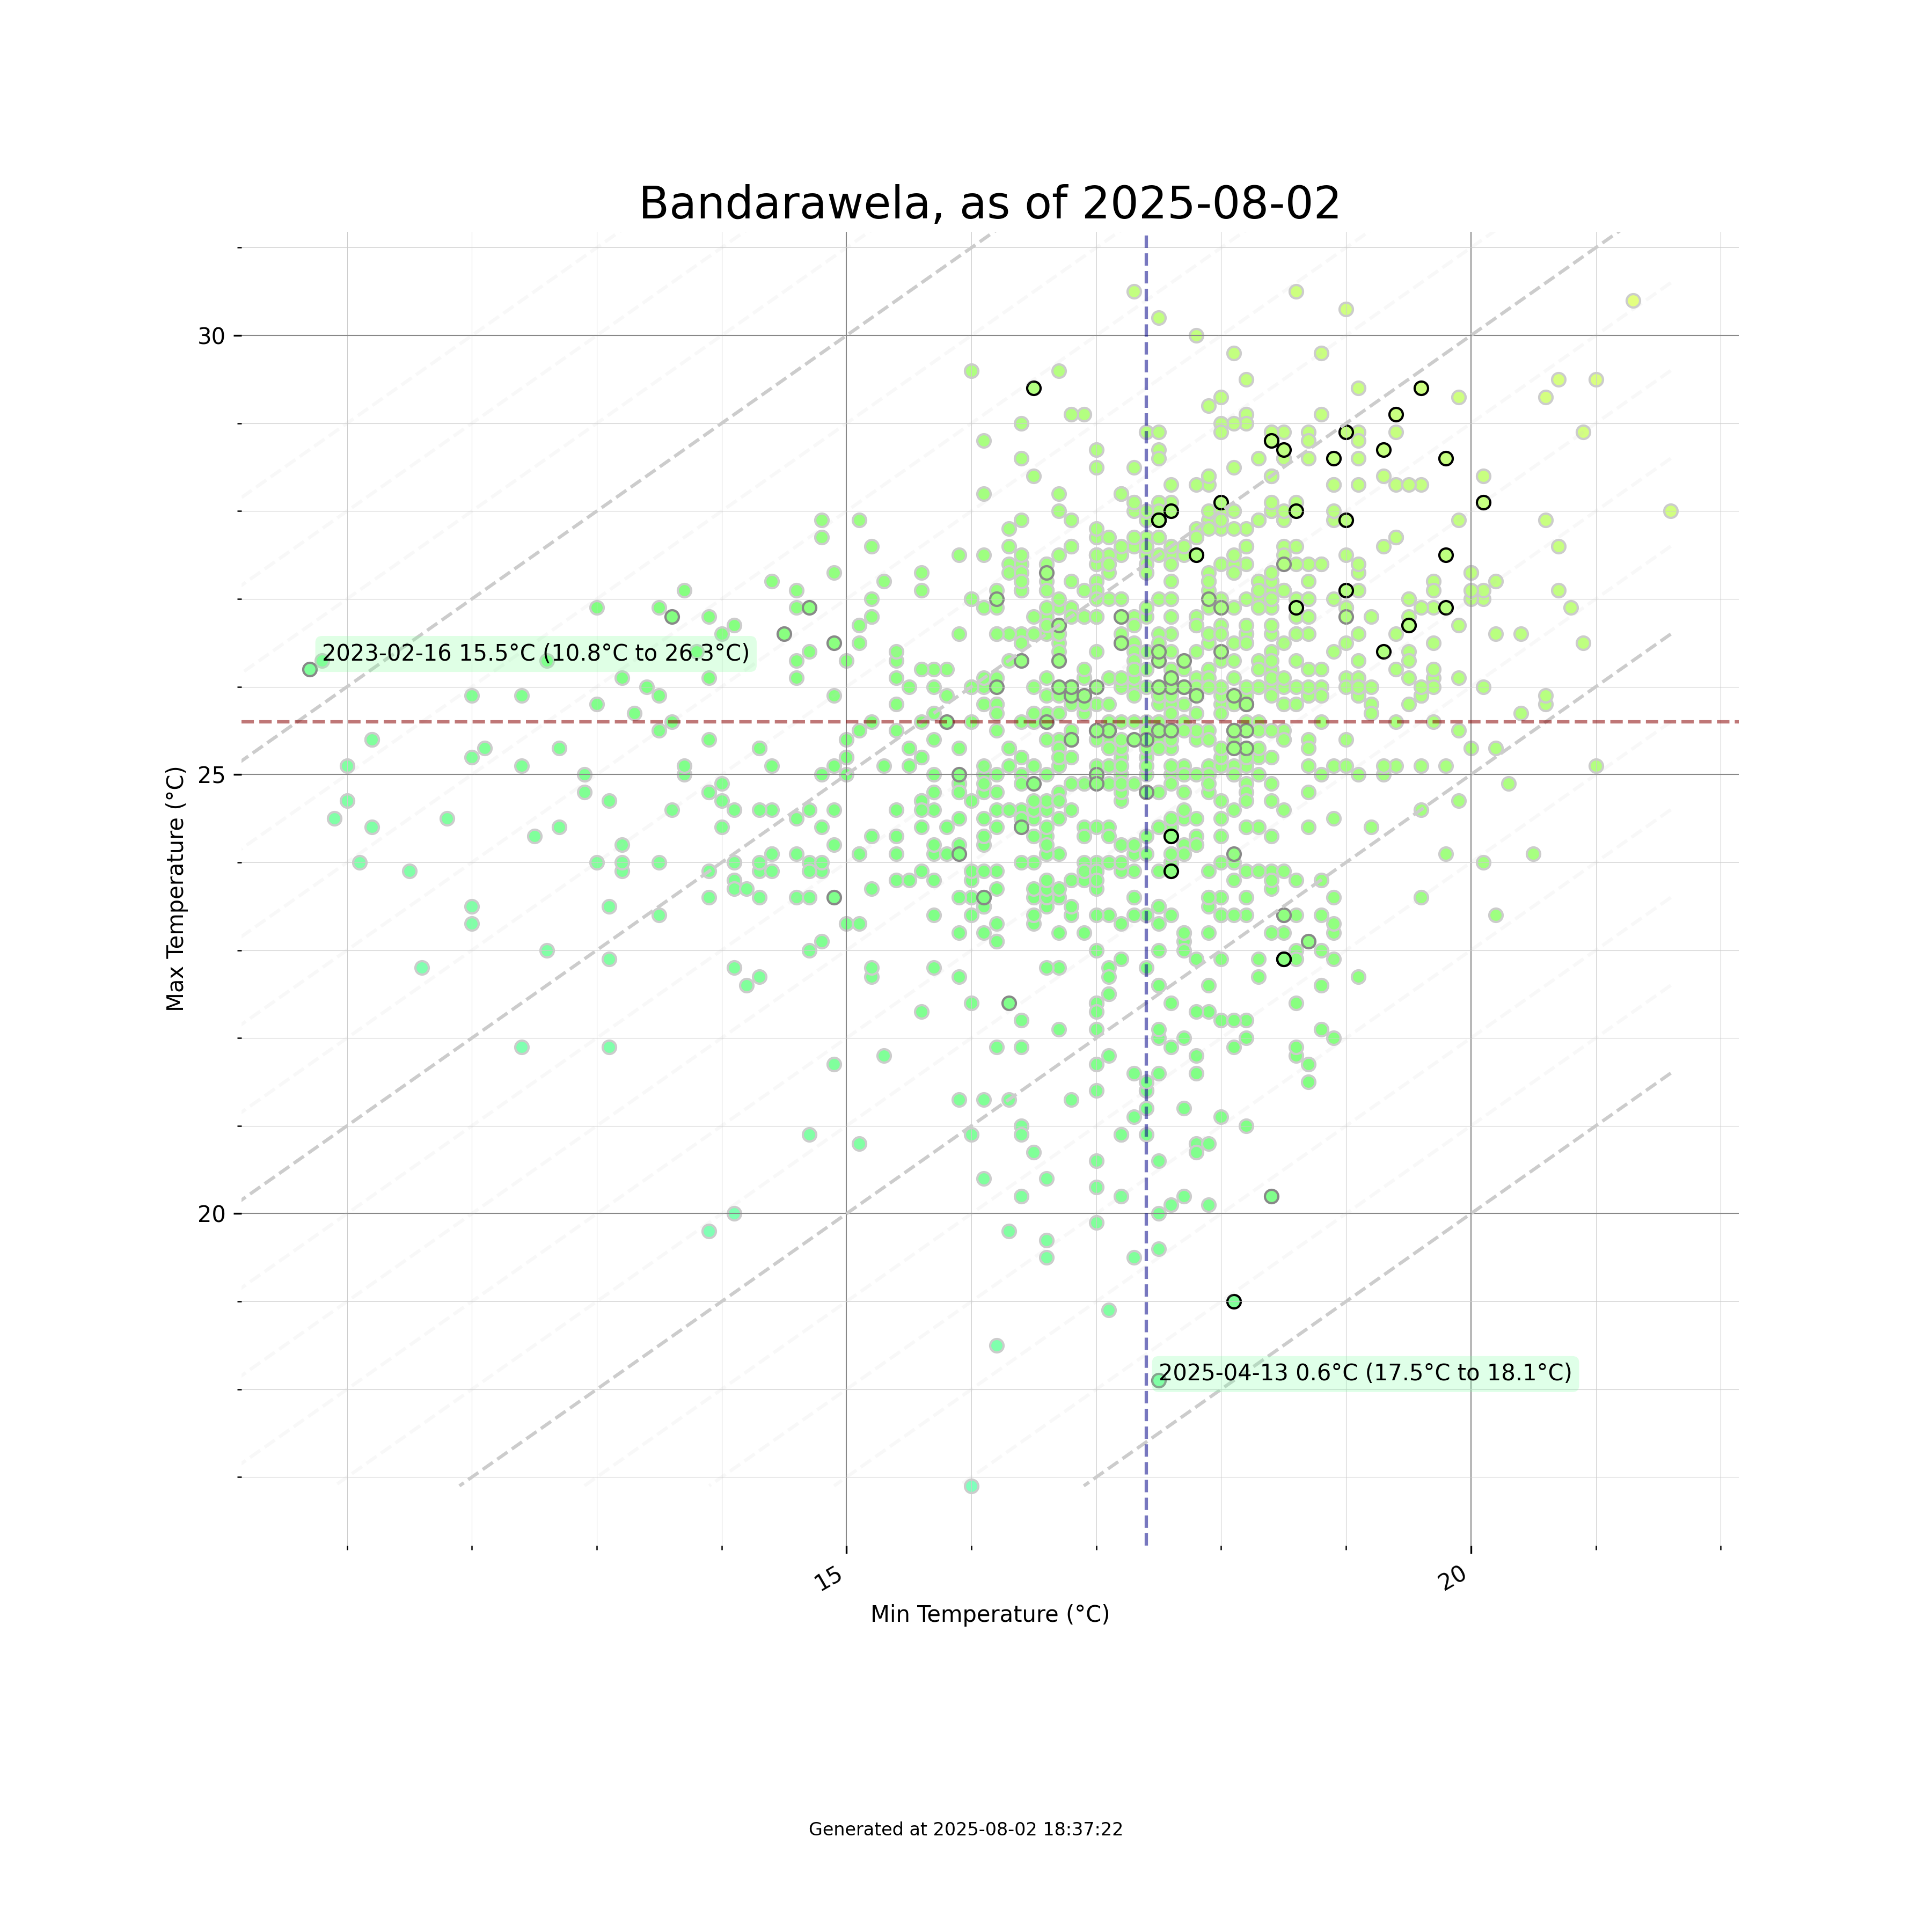 Bandarawela, as of 2025-08-02
30
25
20
Max Temperature (°C)
2023-02-16 15.5°C (10.8°C to 26.3°C)
2025-04-13 0.6°C (17.5°C to 18.1°C)
15
20
Min Temperature (°C)
Generated at 2025-08-02 18:37:22